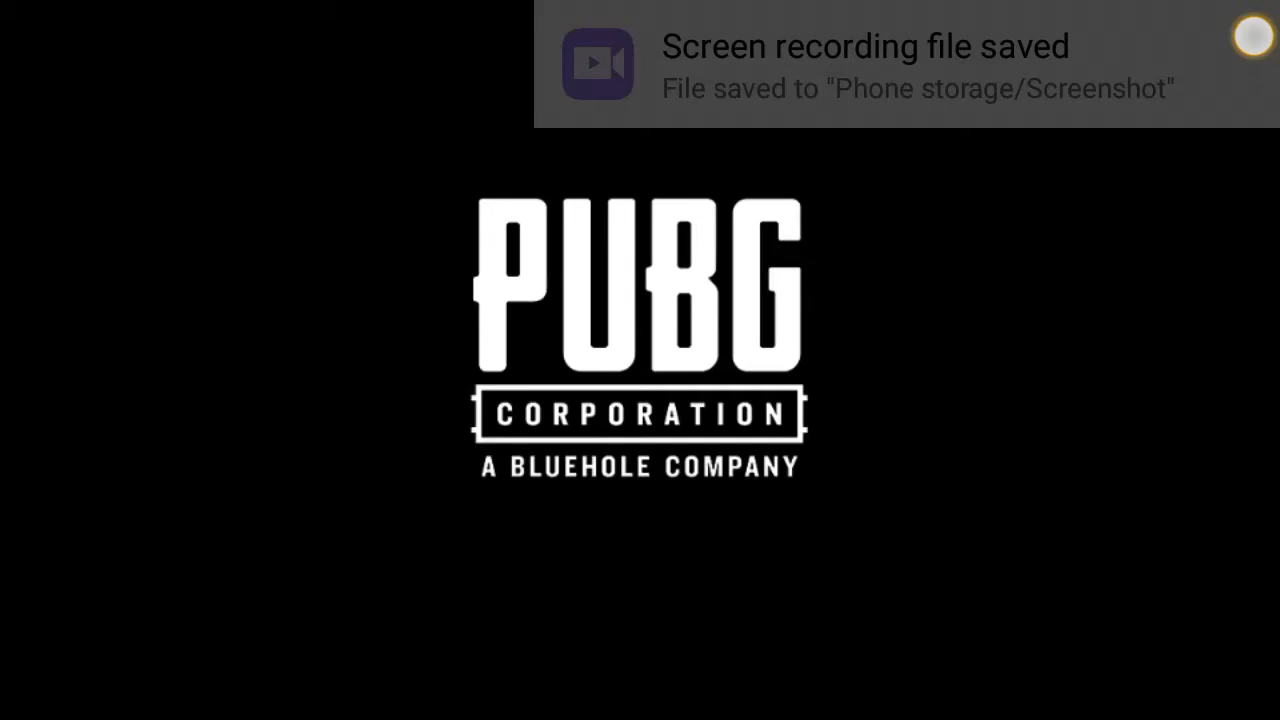 Screen recording file saved
File saved to "Phone storage/Screenshot"
PUBG
CORPORATION
A BLUEHOLE COMPANY